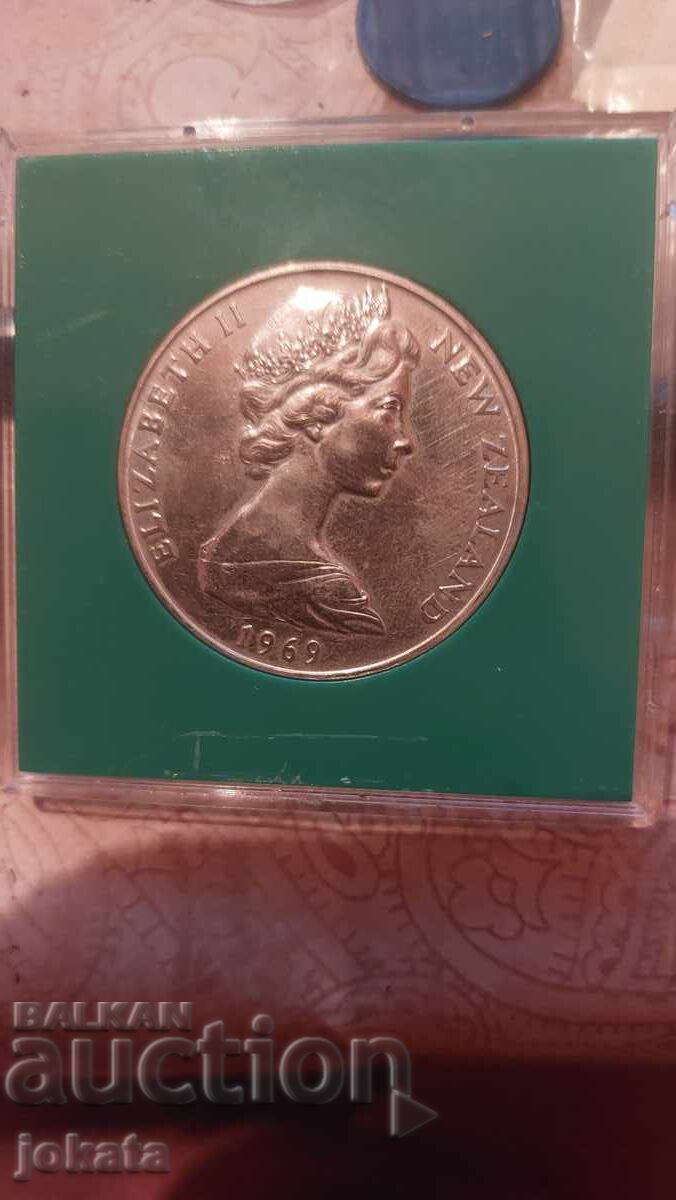 ELIZABETH II
NEW ZEALAND
1969
BALKAN
auction
jokata